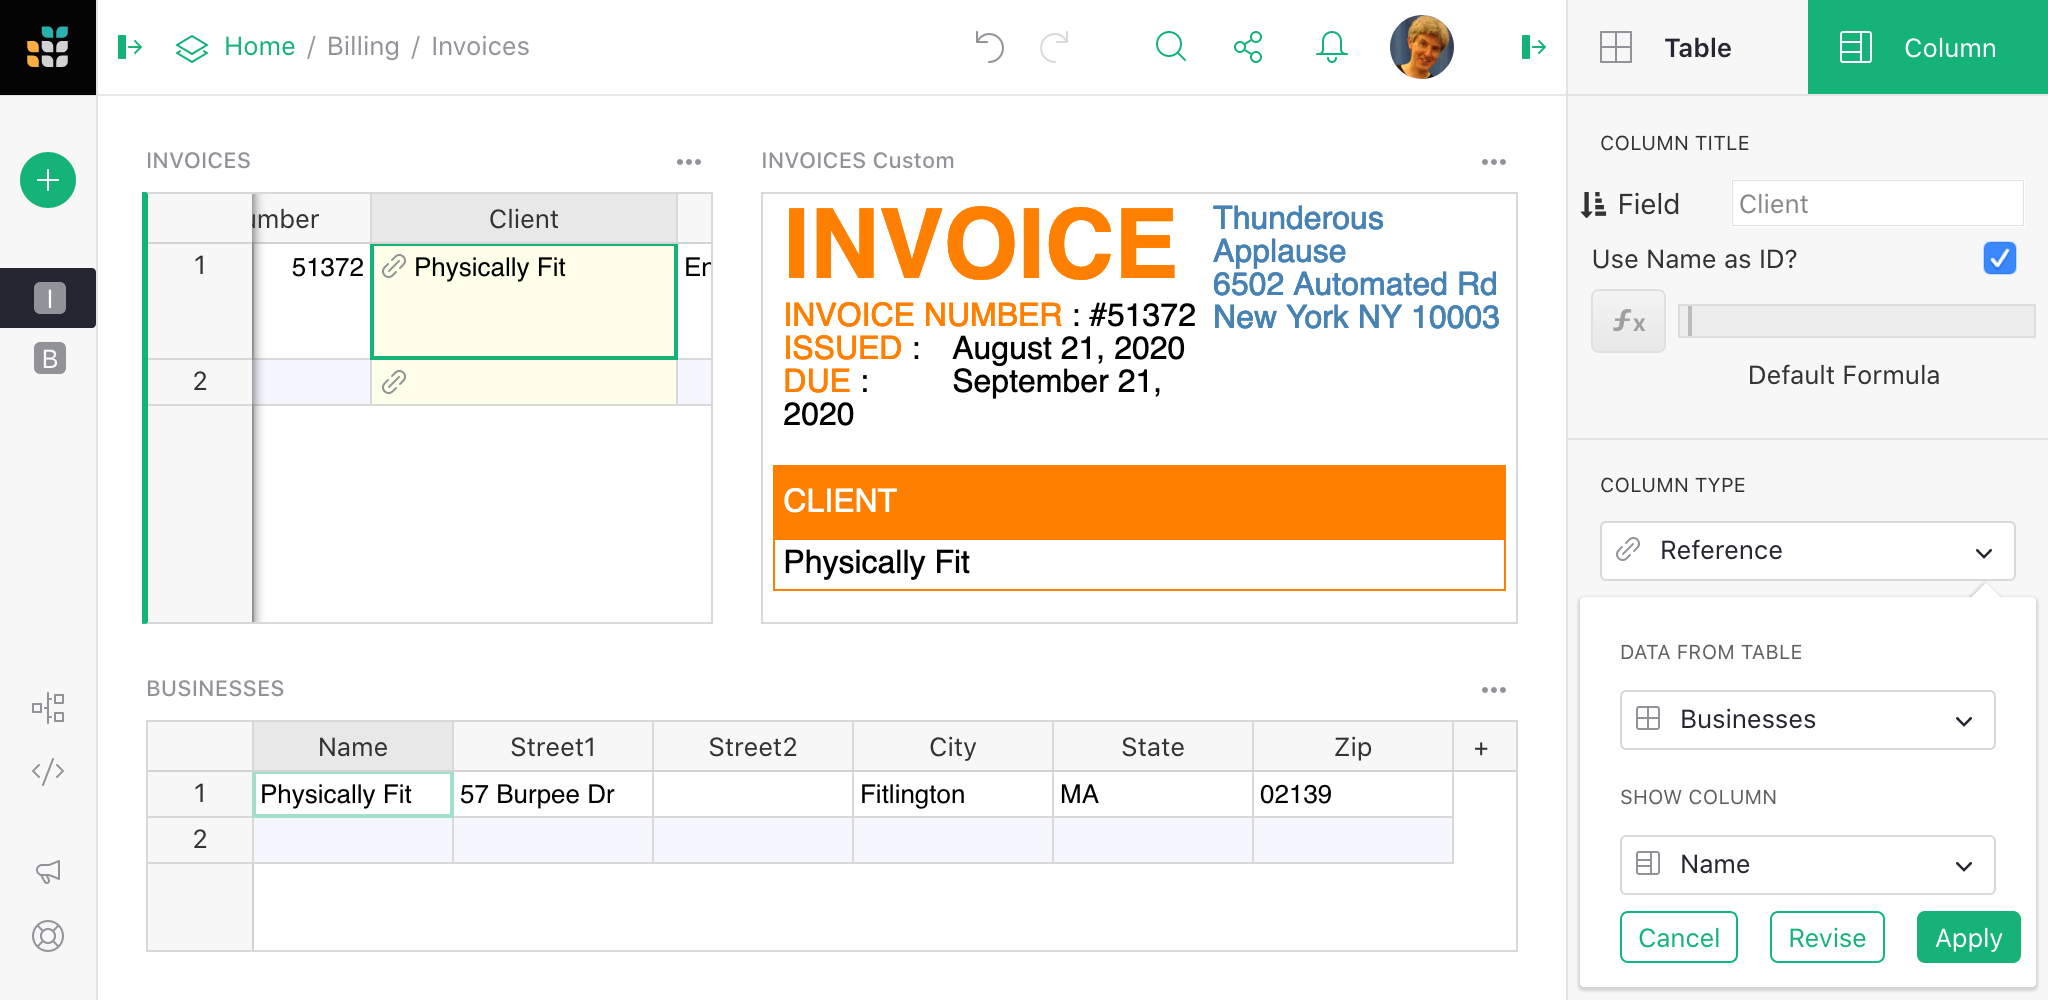 Home / Billing / Invoices
Table
Column
INVOICES
umber
Client
1
51372
Physically Fit
En
2
INVOICES Custom
INVOICE
Thunderous
Applause
6502 Automated Rd
New York NY 10003
INVOICE NUMBER : #51372
ISSUED : August 21, 2020
DUE : September 21,
2020
CLIENT
Physically Fit
I
B
BUSINESSES
Name
Street1
Street2
City
State
Zip
+
1
Physically Fit
57 Burpee Dr
Fitlington
MA
02139
2
COLUMN TITLE
Field
Client
Use Name as ID?
fx
Default Formula
COLUMN TYPE
Reference
DATA FROM TABLE
Businesses
SHOW COLUMN
Name
Cancel
Revise
Apply